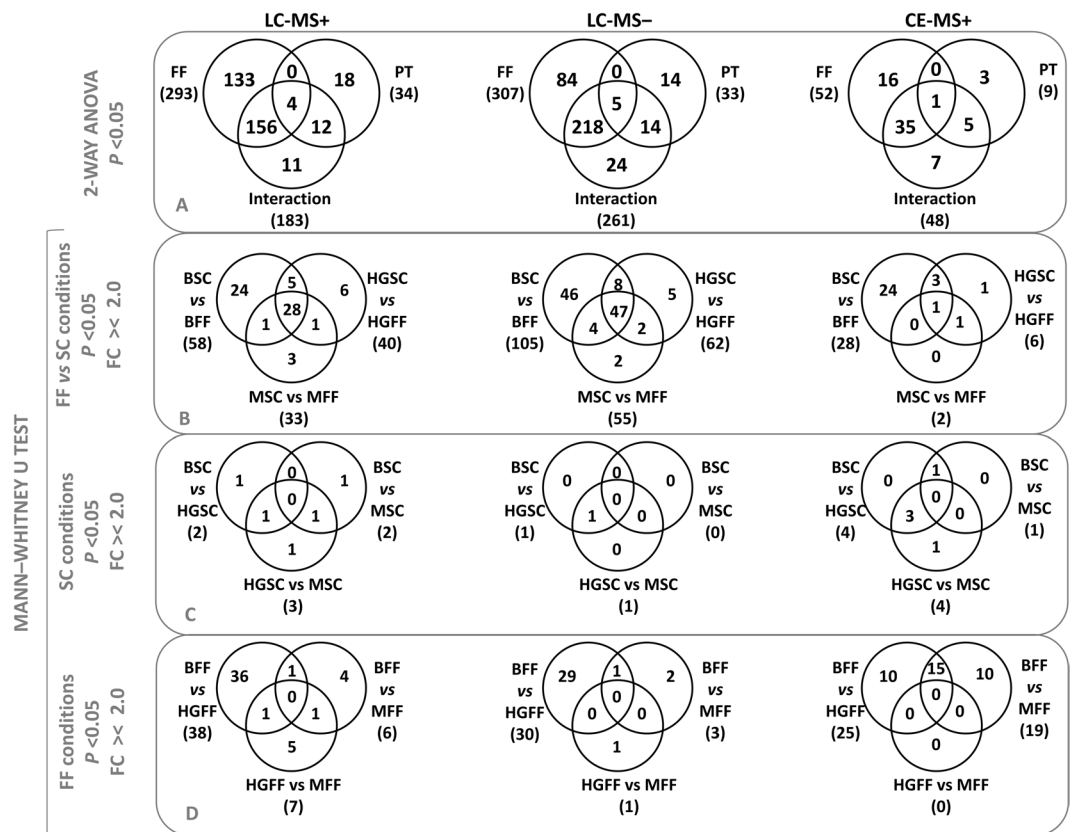 LC-MS+ LC-MS– CE-MS+
2-WAY ANOVA
P <0.05
FF
(293)
133
0
18
PT
(34)
4
156
12
11
Interaction
(183)
FF
(307)
84
0
14
PT
(33)
5
218
14
24
Interaction
(261)
FF
(52)
16
0
3
PT
(9)
1
35
5
7
Interaction
(48)
A
MANN–WHITNEY U TEST
FF vs SC conditions
P <0.05
FC >< 2.0
BSC
vs
BFF
(58)
24
5
6
HGSC
vs
HGFF
(40)
28
1
1
3
MSC vs MFF
(33)
BSC
vs
BFF
(105)
46
8
5
HGSC
vs
HGFF
(62)
47
4
2
2
MSC vs MFF
(55)
BSC
vs
BFF
(28)
24
3
1
HGSC
vs
HGFF
(6)
1
0
1
0
MSC vs MFF
(2)
B
SC conditions
P <0.05
FC >< 2.0
BSC
vs
HGSC
(2)
1
0
1
BSC
vs
MSC
(2)
0
1
1
1
HGSC vs MSC
(3)
BSC
vs
HGSC
(1)
0
0
0
BSC
vs
MSC
(0)
0
1
0
0
HGSC vs MSC
(1)
BSC
vs
HGSC
(4)
0
1
0
BSC
vs
MSC
(1)
0
3
0
1
HGSC vs MSC
(4)
C
FF conditions
P <0.05
FC >< 2.0
BFF
vs
HGFF
(38)
36
1
4
BFF
vs
MFF
(6)
0
1
1
5
HGFF vs MFF
(7)
BFF
vs
HGFF
(30)
29
1
2
BFF
vs
MFF
(3)
0
0
0
1
HGFF vs MFF
(1)
BFF
vs
HGFF
(25)
10
15
10
BFF
vs
MFF
(19)
0
0
0
0
HGFF vs MFF
(0)
D